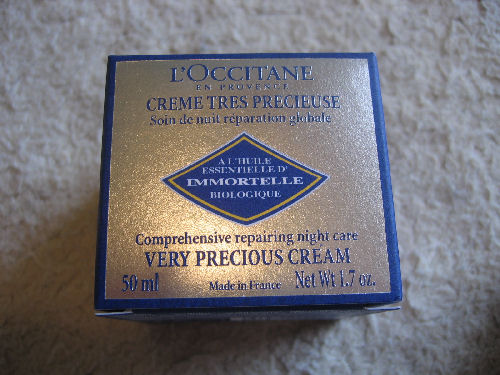 L'OCCITANE
EN PROVENCE
CREME TRES PRECIEUSE
Soin de nuit réparation globale
A L'HUILE
ESSENTIELLE D'
IMMORTELLE
BIOLOGIQUE
Comprehensive repairing night care
VERY PRECIOUS CREAM
50 ml Made in France Net Wt 1.7 oz.